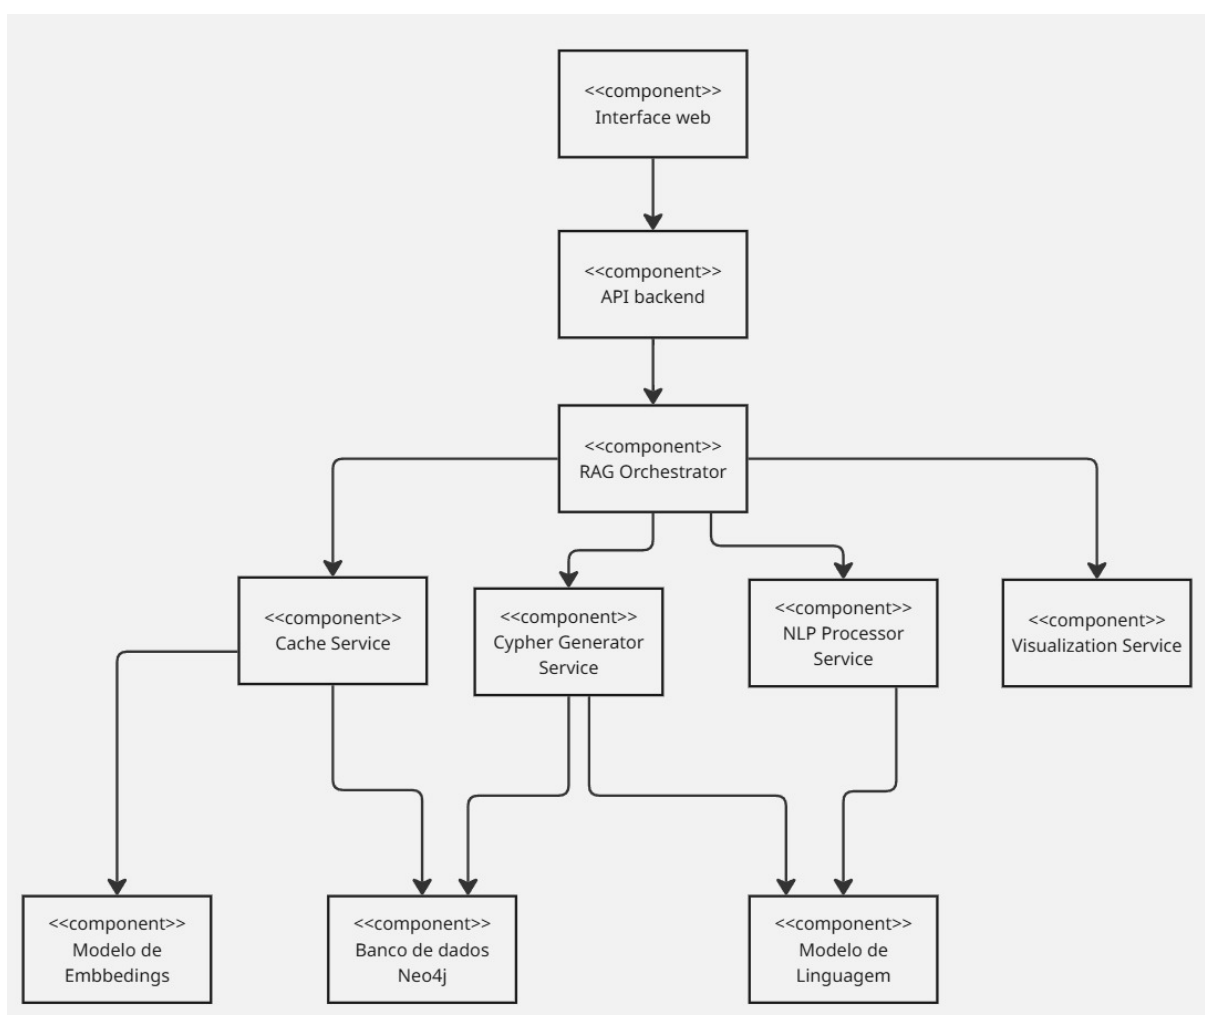 <<component>>
Interface web
<<component>>
API backend
<<component>>
RAG Orchestrator
<<component>>
Cache Service
<<component>>
Cypher Generator
Service
<<component>>
NLP Processor
Service
<<component>>
Visualization Service
<<component>>
Modelo de
Embbedings
<<component>>
Banco de dados
Neo4j
<<component>>
Modelo de
Linguagem